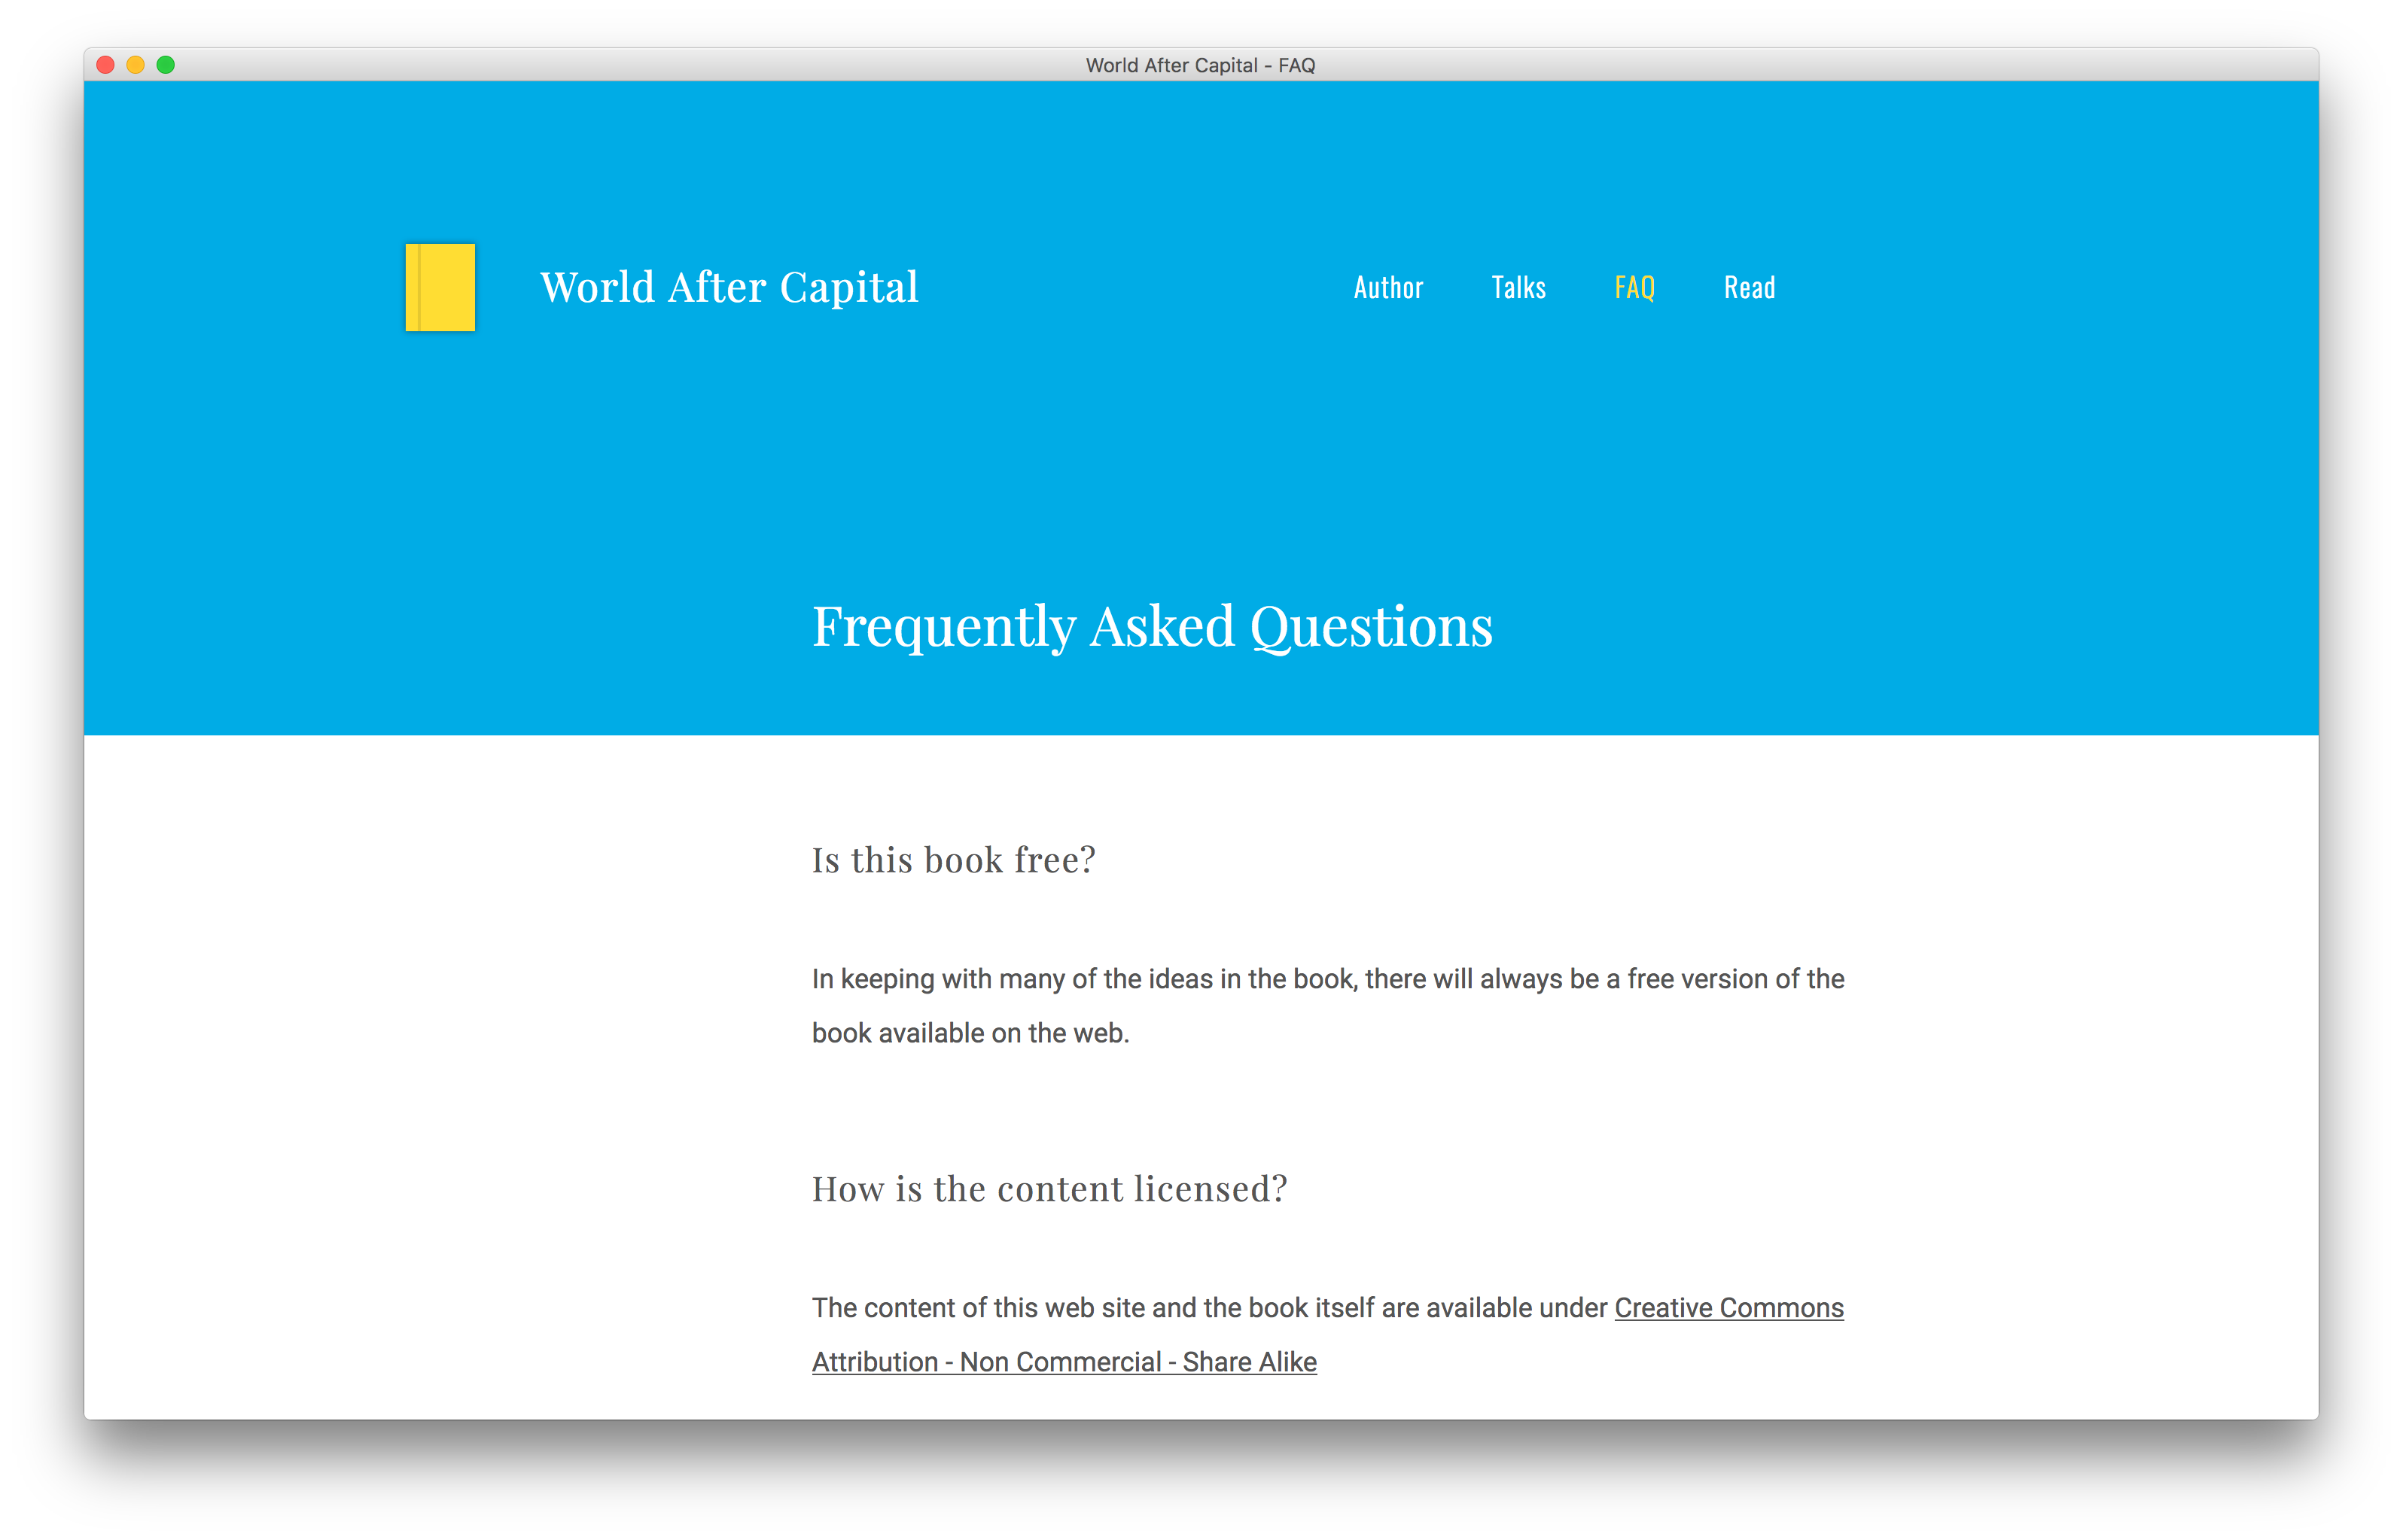 World After Capital - FAQ
World After Capital
Author Talks FAQ Read
Frequently Asked Questions
Is this book free?
In keeping with many of the ideas in the book, there will always be a free version of the
book available on the web.
How is the content licensed?
The content of this web site and the book itself are available under Creative Commons
Attribution - Non Commercial - Share Alike